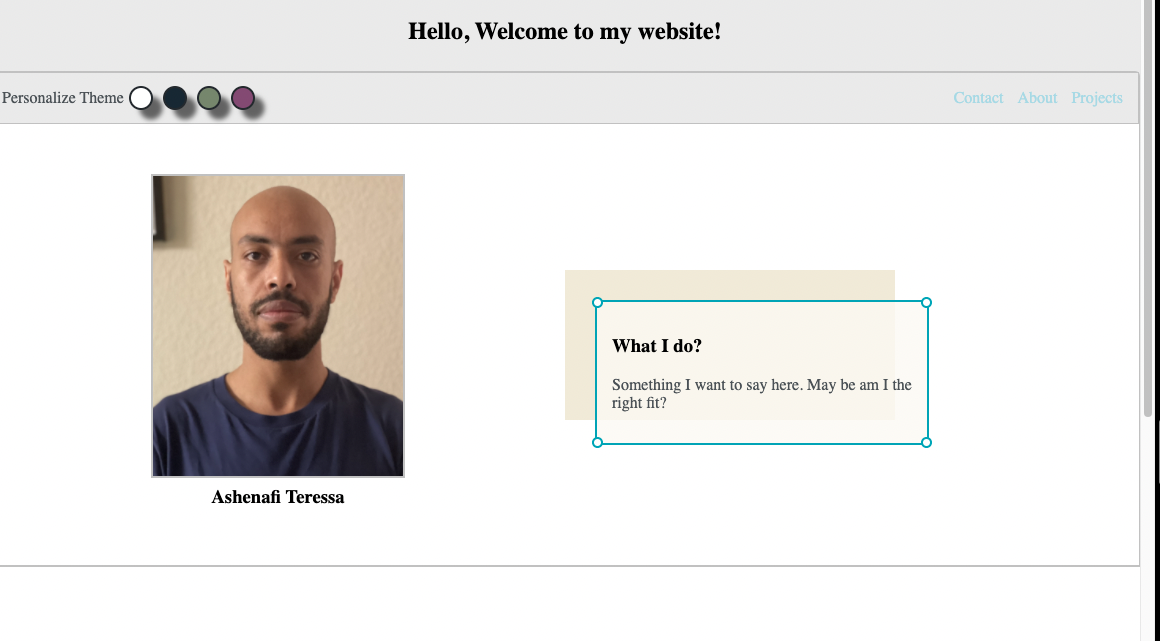 Hello, Welcome to my website!
Personalize Theme
Contact About Projects
What I do?
Something I want to say here. May be am I the
right fit?
Ashenafi Teressa